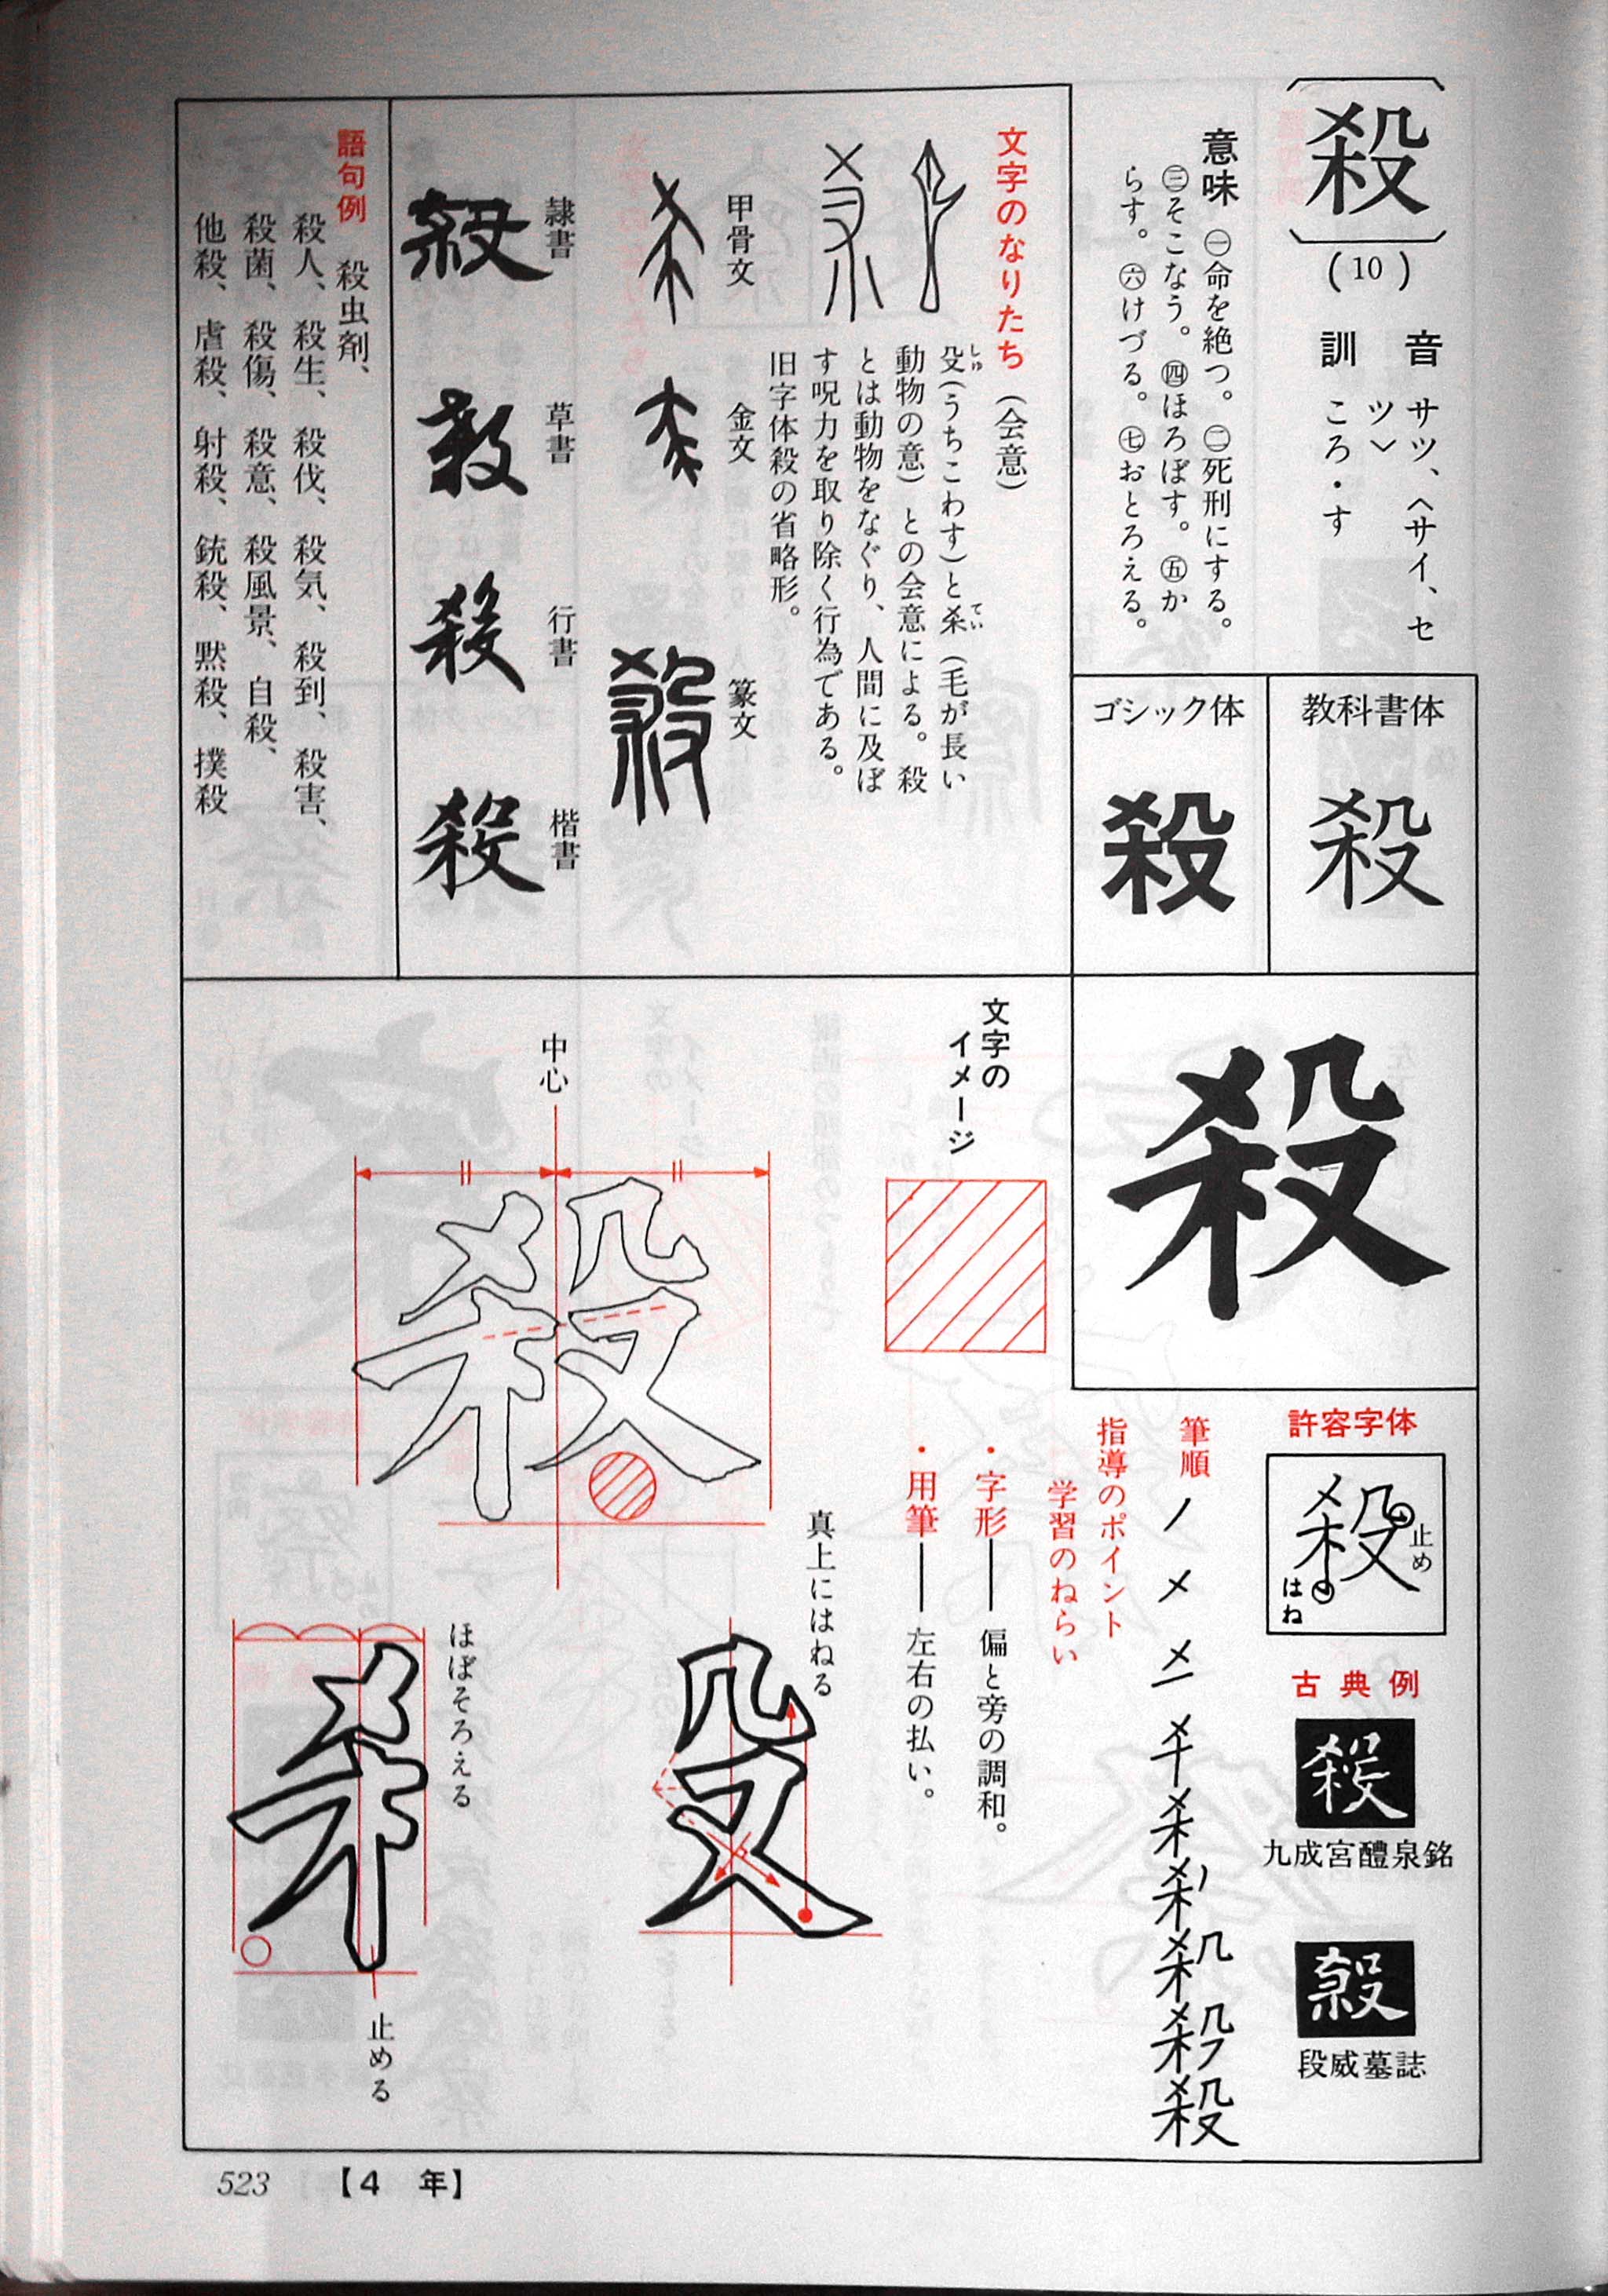 殺
(10)
音 サツ、〈サイ、セ
ツ〉
訓 ころ・す
意味 ㊀命を絶つ。㊁死刑にする。
㊂そこなう。㊃ほろぼす。㊄か
らす。㊅けづる。㊆おとろえる。
教科書体
殺
ゴシック体
殺
文字のなりたち (会意)
殳(うちこわす)と杀(毛が長い
しゅ
てい
動物の意)との会意による。殺
とは動物をなぐり、人間に及ぼ
す呪力を取り除く行為である。
旧字体殺の省略形。
甲骨文
金文
篆文
殺
隷書
殺
草書
殺
行書
殺
楷書
殺
語句例 殺虫剤、
殺人、殺生、殺伐、殺気、殺到、殺害、
殺菌、殺傷、殺意、殺風景、自殺、
他殺、虐殺、射殺、銃殺、黙殺、撲殺
殺
許容字体
殺
止め
はね
古典例
殺
九成宮醴泉銘
殺
段威墓誌
筆順
殺
指導のポイント
学習のねらい
・字形——偏と旁の調和。
・用筆——左右の払い。
文字の
イメージ
中心
殺
真上にはねる
殳
ほぼそろえる
止める
523 【4 年】